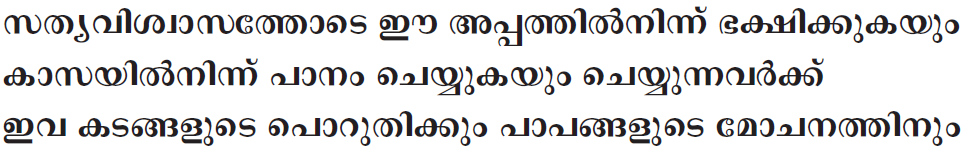 സത്യവിശ്വാസത്തോടെ ഈ അപ്പത്തിൽനിന്ന് ഭക്ഷിക്കുകയും
കാസയിൽനിന്ന് പാനം ചെയ്യുകയും ചെയ്യുന്നവർക്ക്
ഇവ കടങ്ങളുടെ പൊറുതിക്കും പാപങ്ങളുടെ മോചനത്തിനും